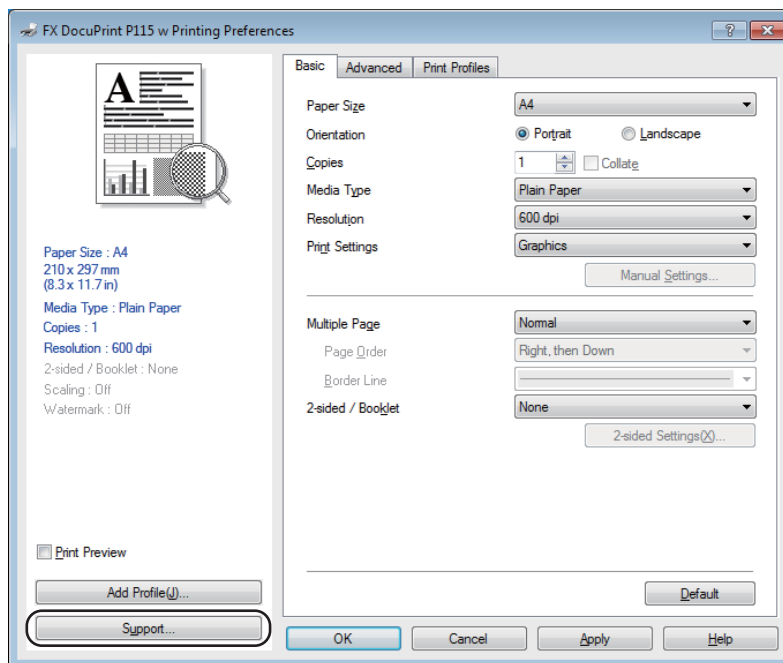 FX DocuPrint P115 w Printing Preferences
Basic Advanced Print Profiles
A
Paper Size : A4
210 x 297 mm
(8.3 x 11.7 in)
Media Type : Plain Paper
Copies : 1
Resolution : 600 dpi
2-sided / Booklet : None
Scaling : Off
Watermark : Off
Print Preview
Add Profile(J)...
Support...
Paper Size A4
Orientation Portrait Landscape
Copies 1 Collate
Media Type Plain Paper
Resolution 600 dpi
Print Settings Graphics
Manual Settings...
Multiple Page Normal
Page Order Right, then Down
Border Line
2-sided / Booklet None
2-sided Settings(X)...
Default
OK Cancel Apply Help